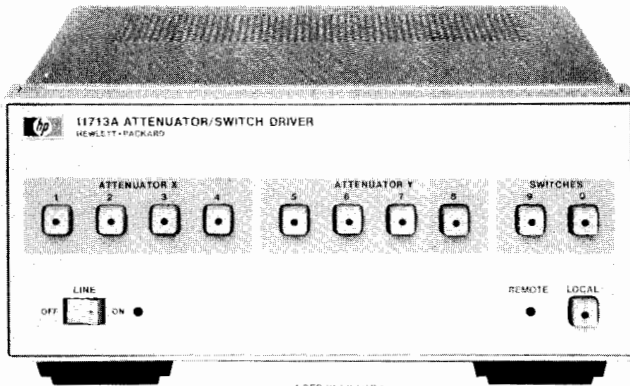 hp 11713A ATTENUATOR/SWITCH DRIVER
HEWLETT•PACKARD
ATTENUATOR X ATTENUATOR Y SWITCHES
1 2 3 4 5 6 7 8 9 0
LINE REMOTE LOCAL
OFF ON